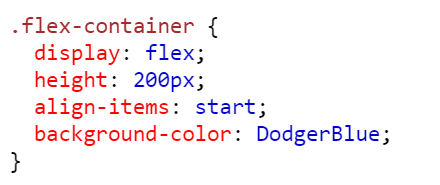 .flex-container {
  display: flex;
  height: 200px;
  align-items: start;
  background-color: DodgerBlue;
}